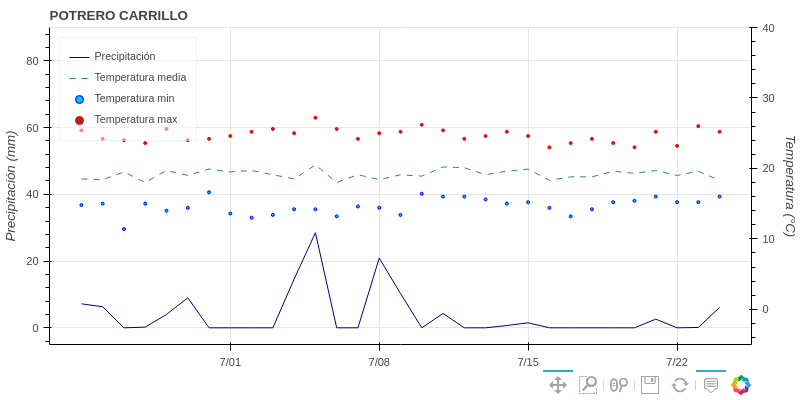 POTRERO CARRILLO
Precipitación
Temperatura media
Temperatura min
Temperatura max
Precipitación (mm)
80
60
40
20
0
Temperatura (°C)
40
30
20
10
0
7/01
7/08
7/15
7/22